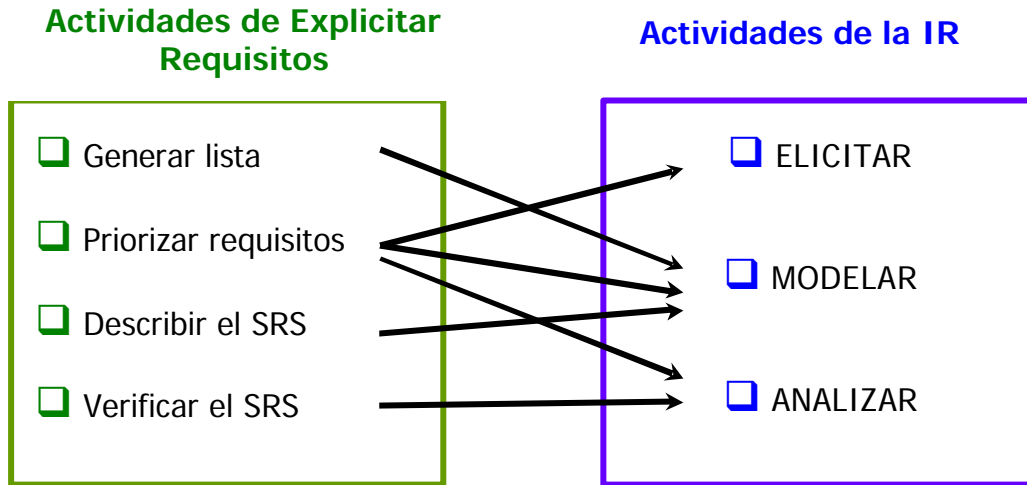 Actividades de Explicitar
Requisitos
Actividades de la IR
Generar lista
Priorizar requisitos
Describir el SRS
Verificar el SRS
ELICITAR
MODELAR
ANALIZAR